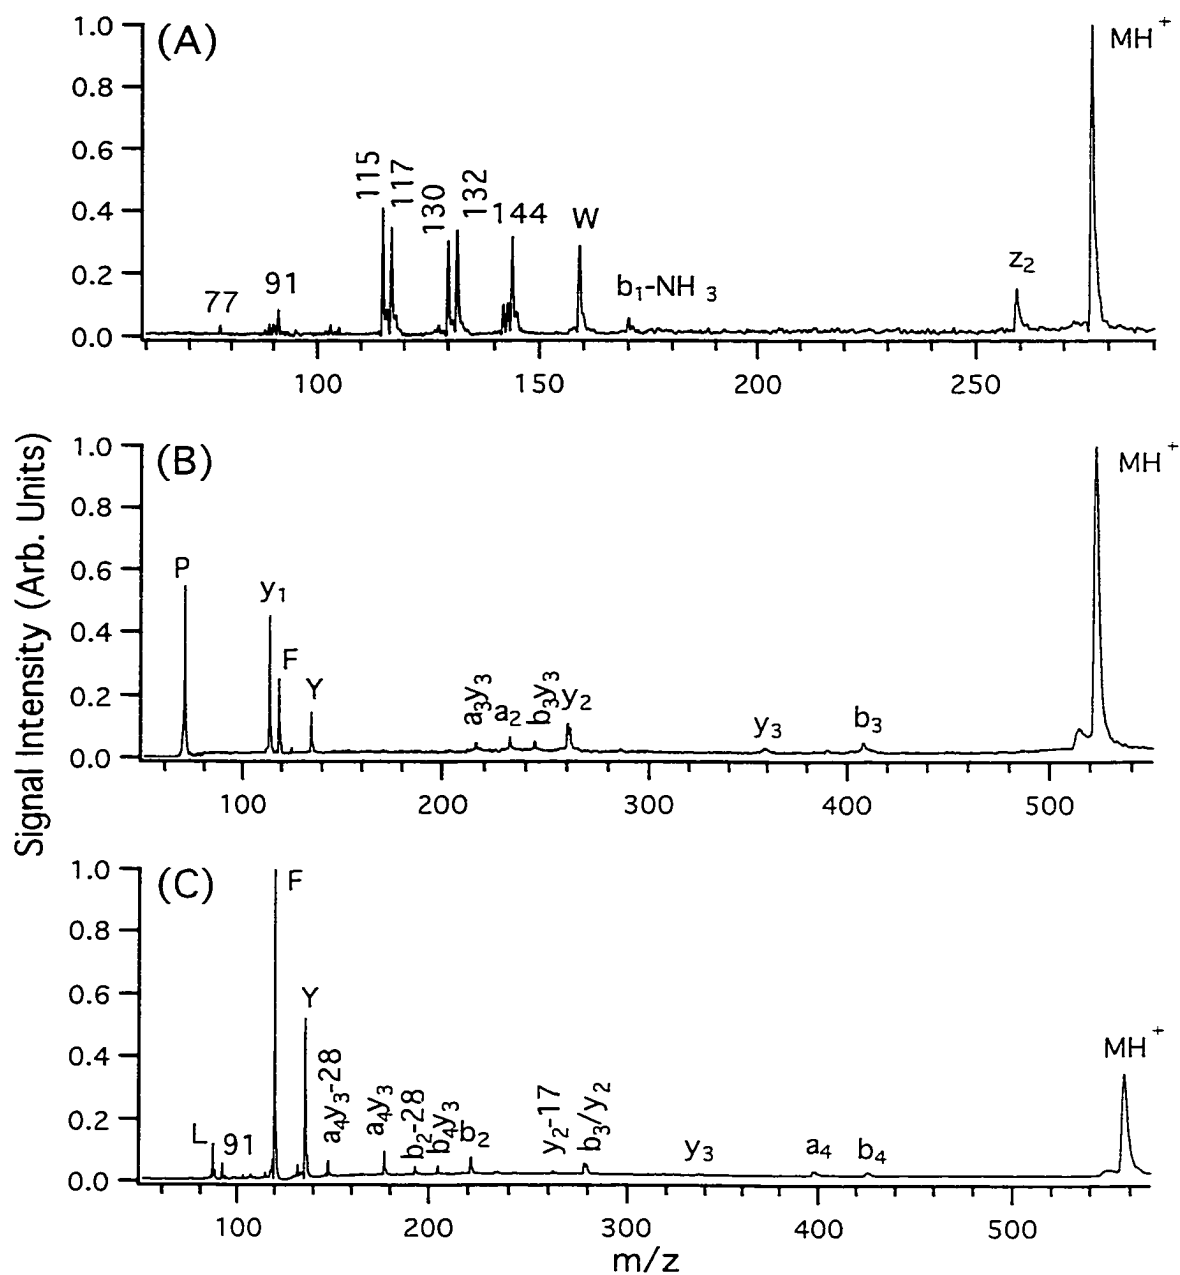 (A)
MH+
1.0
0.8
0.6
0.4
0.2
0.0
77
91
115
117
130
132
144
W
b1-NH3
z2
100
150
200
250
(B)
MH+
1.0
0.8
0.6
0.4
0.2
0.0
P
y1
F
Y
a3y3
a2
b3y3
y2
y3
b3
100
200
300
400
500
Signal Intensity (Arb. Units)
(C)
1.0
0.8
0.6
0.4
0.2
0.0
L
91
F
Y
a4y3-28
a4y3
b2-28
b4y3
b2
y2-17
b3/y2
y3
a4
b4
MH+
100
200
300
400
500
m/z